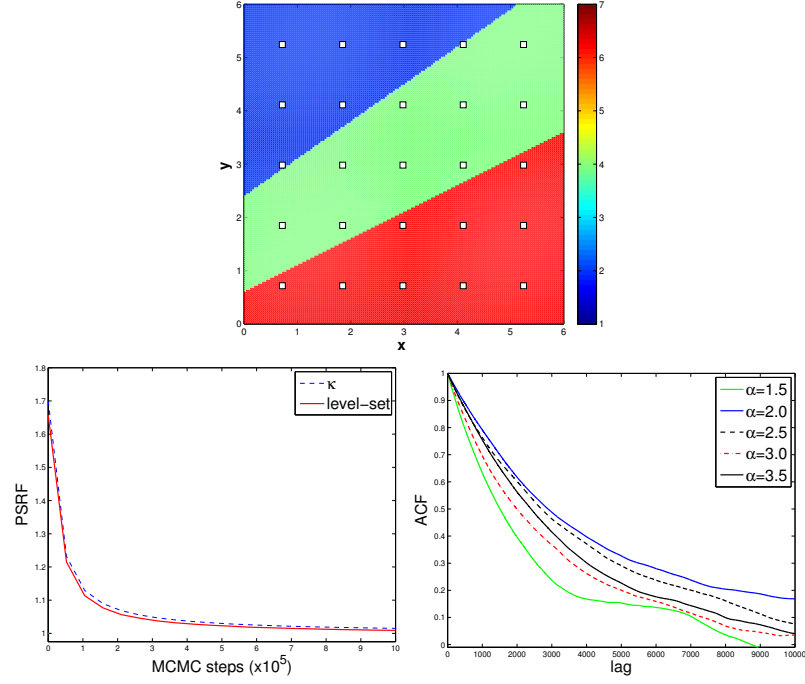 6
5
4
3
2
1
0
y
0 1 2 3 4 5 6
x
7
6
5
4
3
2
1
1.8
1.7
1.6
1.5
1.4
1.3
1.2
1.1
1
PSRF
κ
level-set
0 1 2 3 4 5 6 7 8 9 10
MCMC steps (x10^5)
1
0.9
0.8
0.7
0.6
0.5
0.4
0.3
0.2
0.1
0
ACF
α=1.5
α=2.0
α=2.5
α=3.0
α=3.5
0 1000 2000 3000 4000 5000 6000 7000 8000 9000 10000
lag